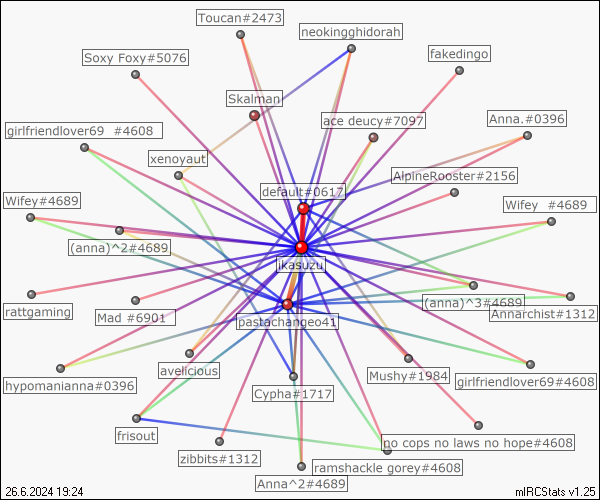 Toucan#2473
neokingghidorah
Soxy Foxy#5076
fakedingo
Skalman
ace deucy#7097
Anna.#0396
girlfriendlover69 #4608
xenoyaut
AlpineRooster#2156
default#0617
Wifey#4689
Wifey #4689
(anna)^2#4689
ikasuzu
(anna)^3#4689
rattgaming
Mad #6901
Annarchist#1312
pastachangeo41
avelicious
Mushy#1984
hypomanianna#0396
girlfriendlover69#4608
Cypha#1717
frisout
no cops no laws no hope#4608
zibbits#1312
ramshackle gorey#4608
Anna^2#4689
26.6.2024 19:24
mIRCStats v1.25